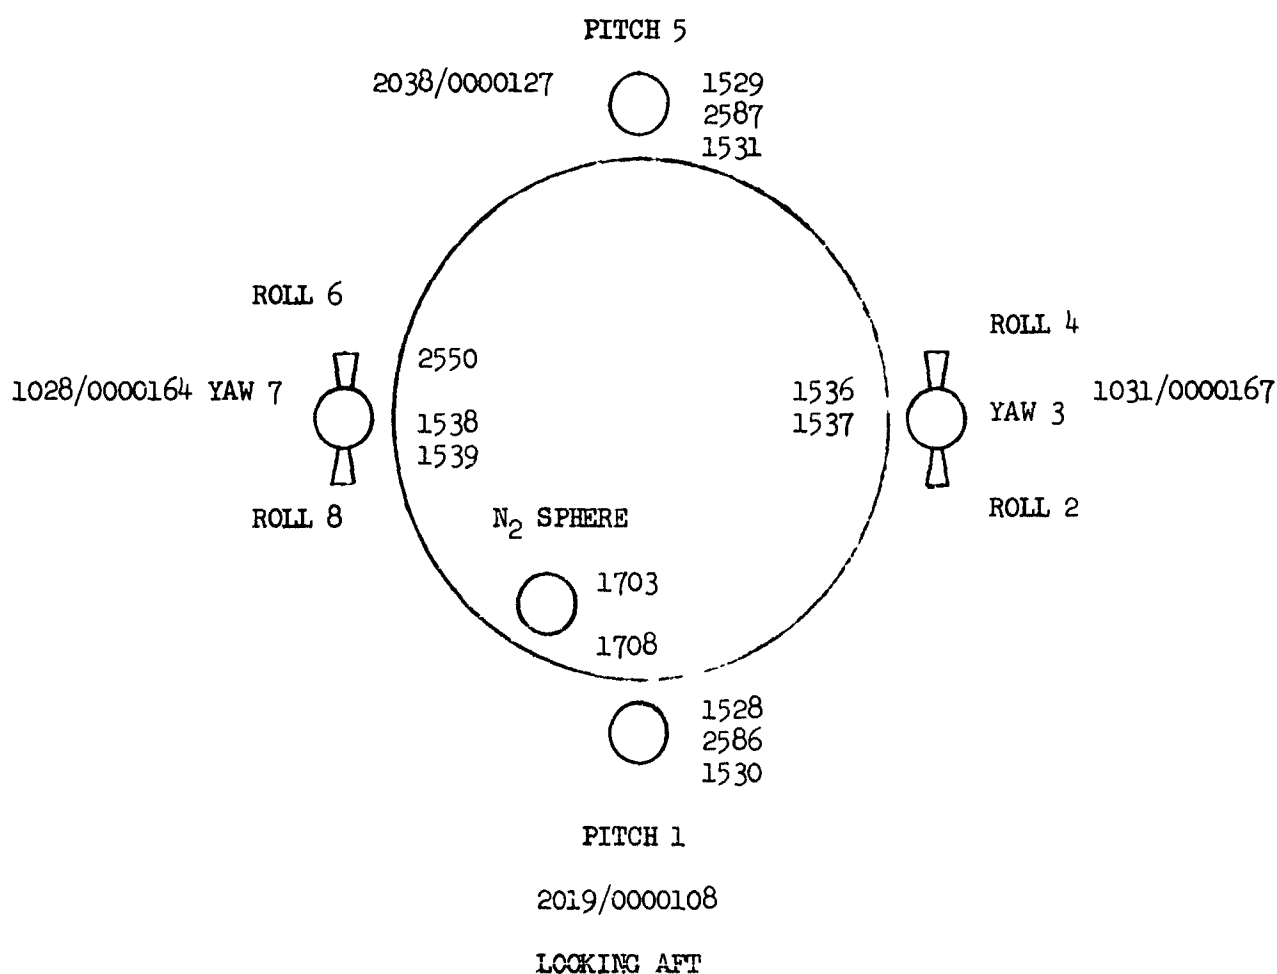 PITCH 5
2038/0000127
1529
2587
1531
ROLL 6
ROLL 4
2550
1028/0000164 YAW 7
1536
1031/0000167
1537
YAW 3
1538
1539
ROLL 8
N₂ SPHERE
ROLL 2
1703
1708
1528
2586
1530
PITCH 1
2019/0000108
LOOKING AFT